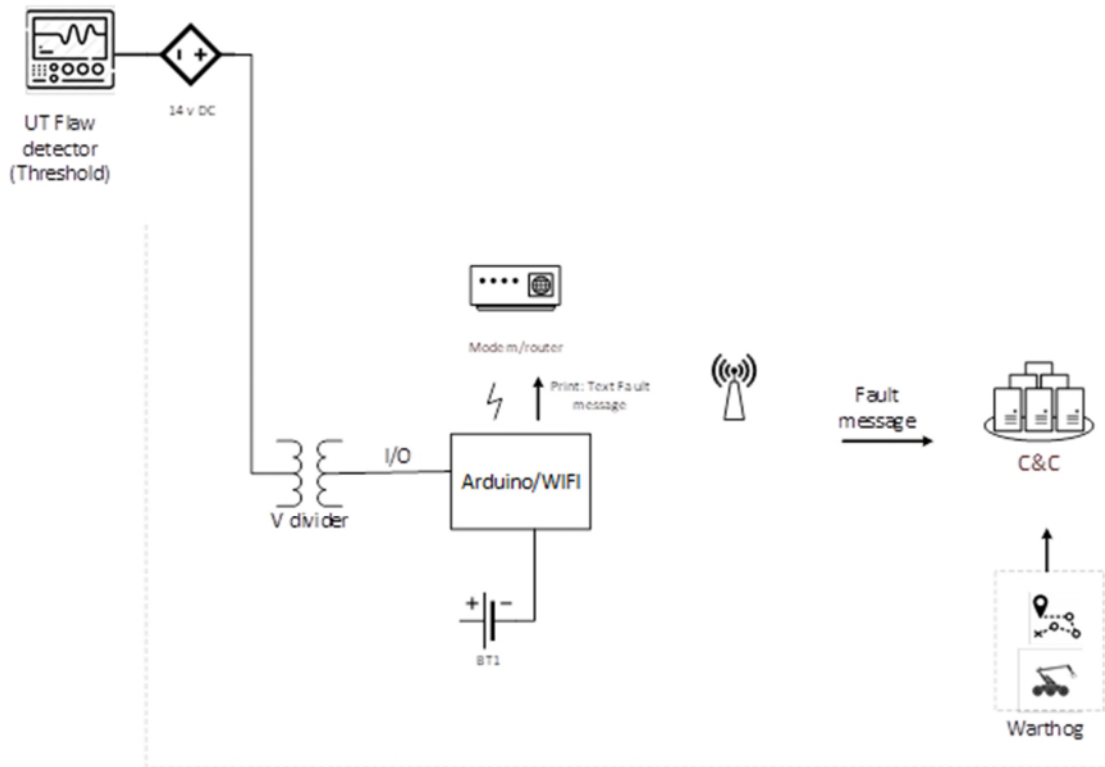 14 v DC
UT Flaw
detector
(Threshold)
Modem/router
Print: Text Fault
message
Fault
message
I/O
Arduino/WIFI
C&C
V divider
+ −
BT1
Warthog